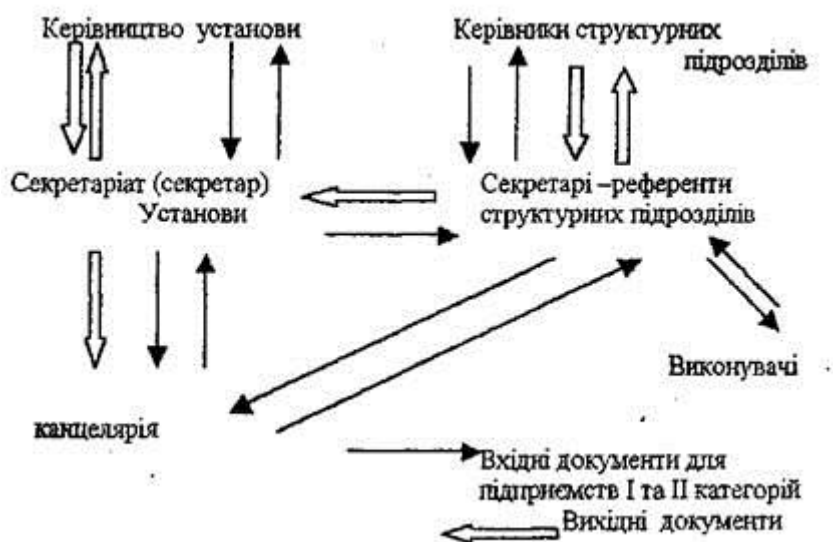 Керівництво установи
Керівники структурних
підрозділів
Секретаріат (секретар)
Установи
Секретарі –референти
структурних підрозділів
Виконувачі
канцелярія
Вхідні документи для
підприємств І та ІІ категорій
Вихідні документи